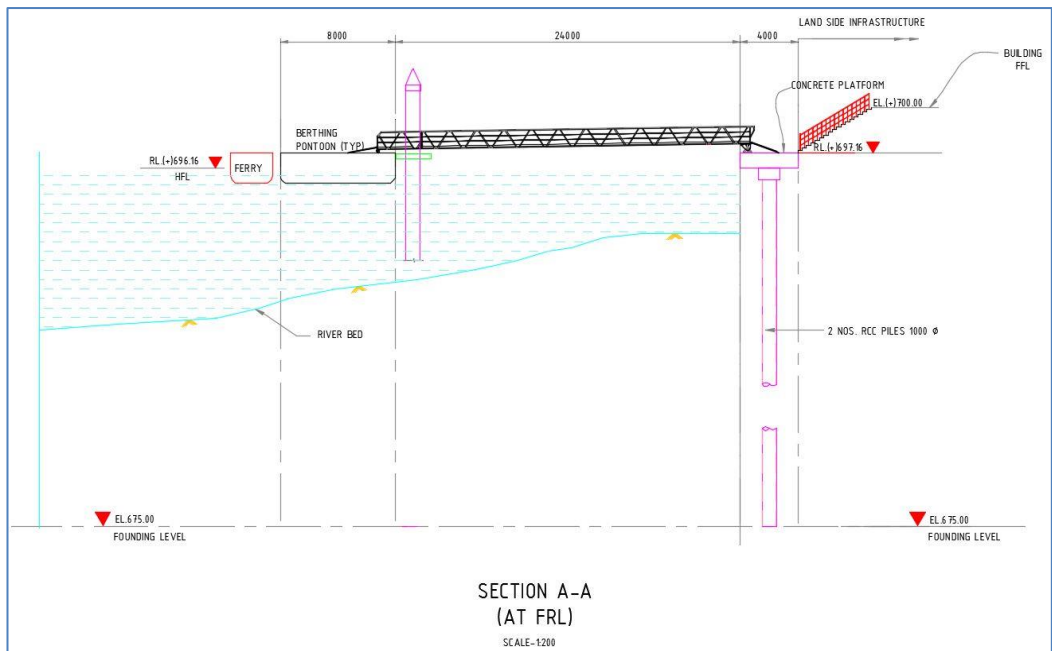 LAND SIDE INFRASTRUCTURE
8000
24000
4000
BUILDING
FFL
CONCRETE PLATFORM
EL.(+)700.00
BERTHING
PONTOON (TYP)
RL.(+)696.16
HFL
FERRY
RL.(+)697.16
RIVER BED
2 NOS. RCC PILES 1000 Ø
EL.675.00
FOUNDING LEVEL
EL.675.00
FOUNDING LEVEL
SECTION A-A
(AT FRL)
SCALE-1:200